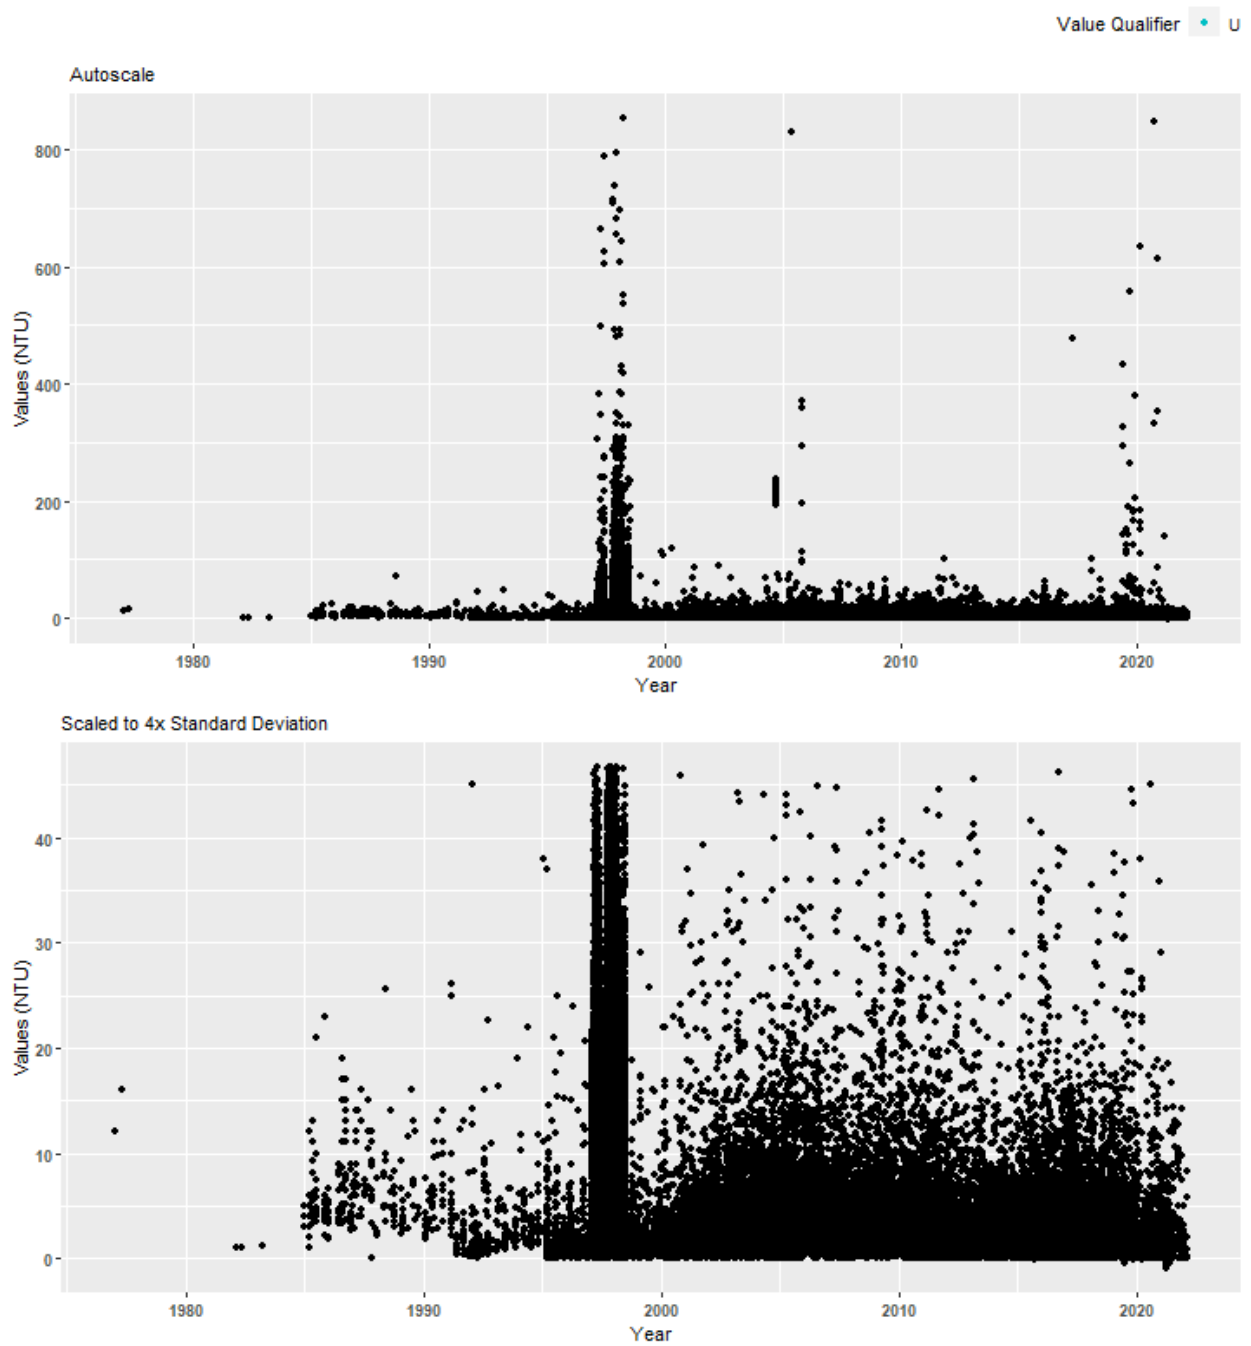 Value Qualifier U
Autoscale
800
600
400
200
0
Values (NTU)
1980 1990 2000 2010 2020
Year
Scaled to 4x Standard Deviation
40
30
20
10
0
Values (NTU)
1980 1990 2000 2010 2020
Year